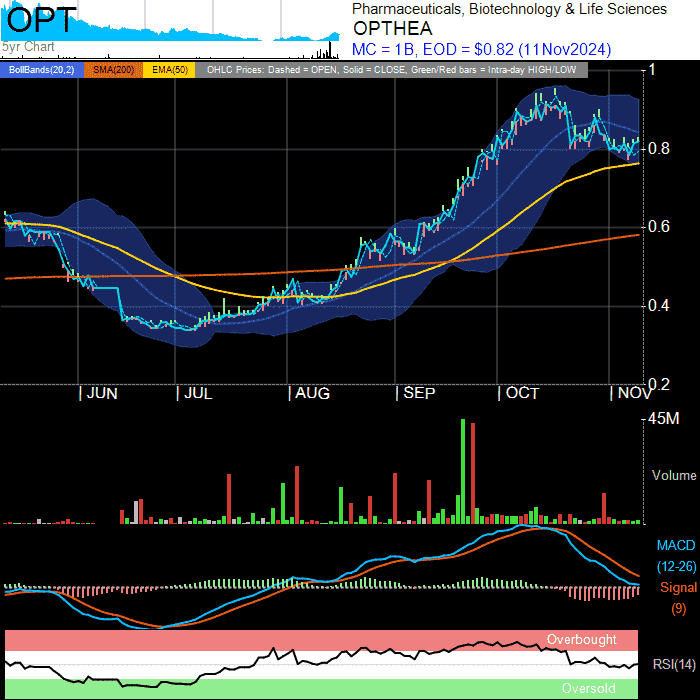 OPT
5yr Chart
Pharmaceuticals, Biotechnology & Life Sciences
OPTHEA
MC = 1B, EOD = $0.82 (11Nov2024)
BollBands(20,2) SMA(200) EMA(50) OHLC Prices: Dashed = OPEN, Solid = CLOSE, Green/Red bars = Intra-day HIGH/LOW
1
0.8
0.6
0.4
0.2
| JUN | JUL | AUG | SEP | OCT | NOV
45M
Volume
MACD
(12-26)
Signal
(9)
Overbought
RSI(14)
Oversold